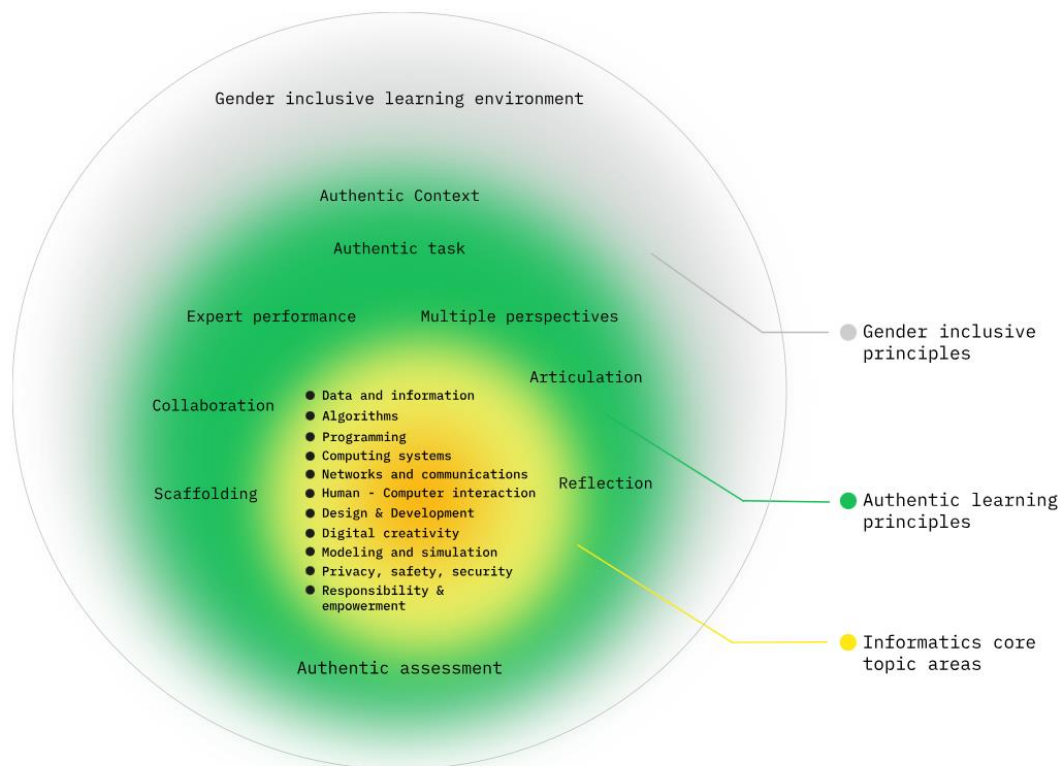 Gender inclusive learning environment
Authentic Context
Authentic task
Expert performance
Multiple perspectives
Articulation
Collaboration
Scaffolding
Reflection
● Data and information
● Algorithms
● Programming
● Computing systems
● Networks and communications
● Human - Computer interaction
● Design & Development
● Digital creativity
● Modeling and simulation
● Privacy, safety, security
● Responsibility &
empowerment
Authentic assessment
Gender inclusive
principles
Authentic learning
principles
Informatics core
topic areas